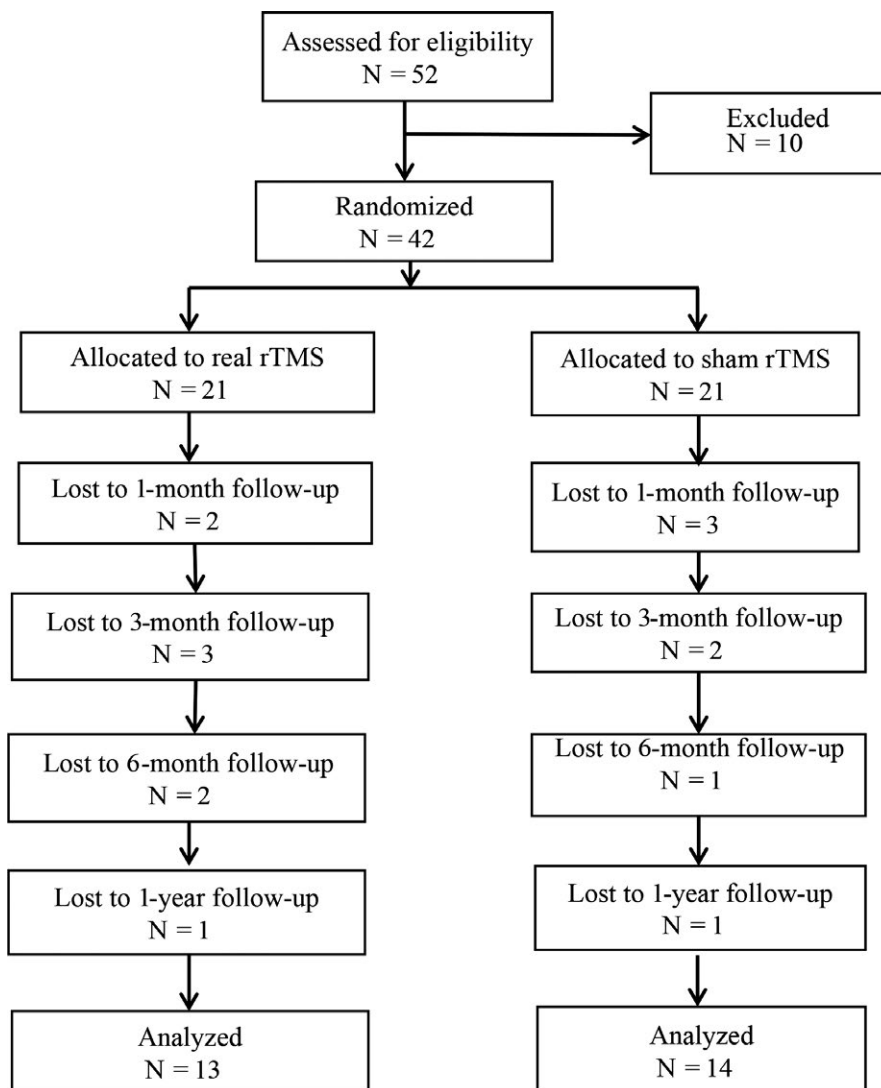 Assessed for eligibility
N = 52
Excluded
N = 10
Randomized
N = 42
Allocated to real rTMS
N = 21
Lost to 1-month follow-up
N = 2
Lost to 3-month follow-up
N = 3
Lost to 6-month follow-up
N = 2
Lost to 1-year follow-up
N = 1
Analyzed
N = 13
Allocated to sham rTMS
N = 21
Lost to 1-month follow-up
N = 3
Lost to 3-month follow-up
N = 2
Lost to 6-month follow-up
N = 1
Lost to 1-year follow-up
N = 1
Analyzed
N = 14